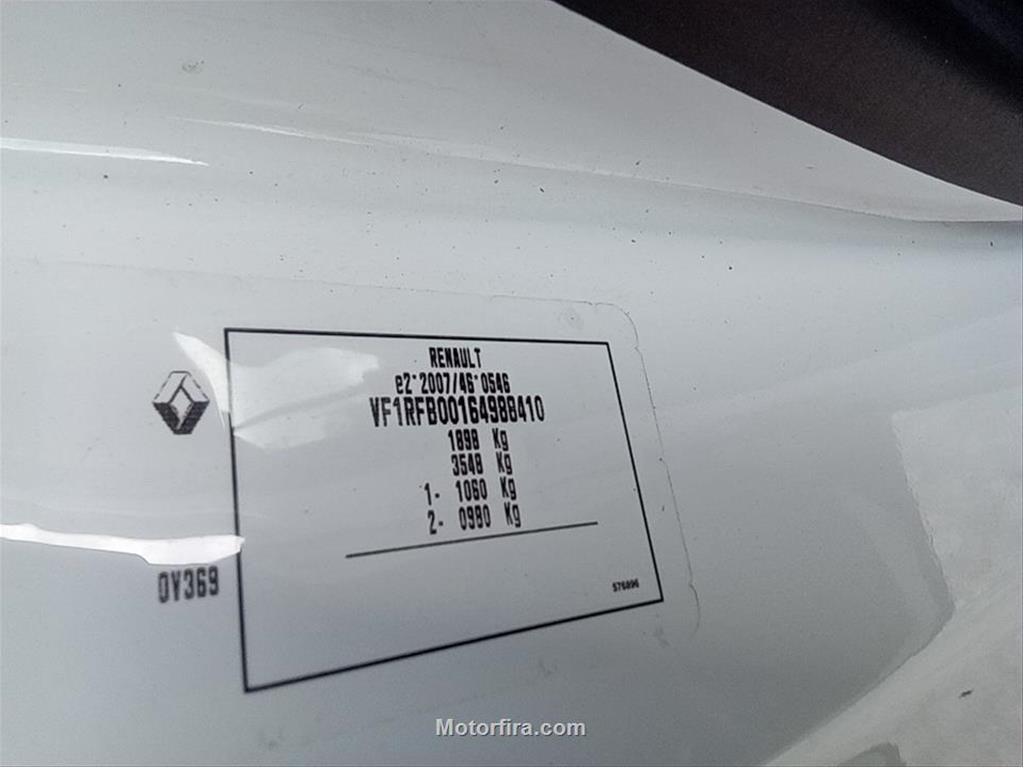 RENAULT
e2*2007/46*0546
VF1RFB00164988410
1898 Kg
3548 Kg
1- 1060 Kg
2- 0980 Kg
0Y369
576096
Motorfira.com